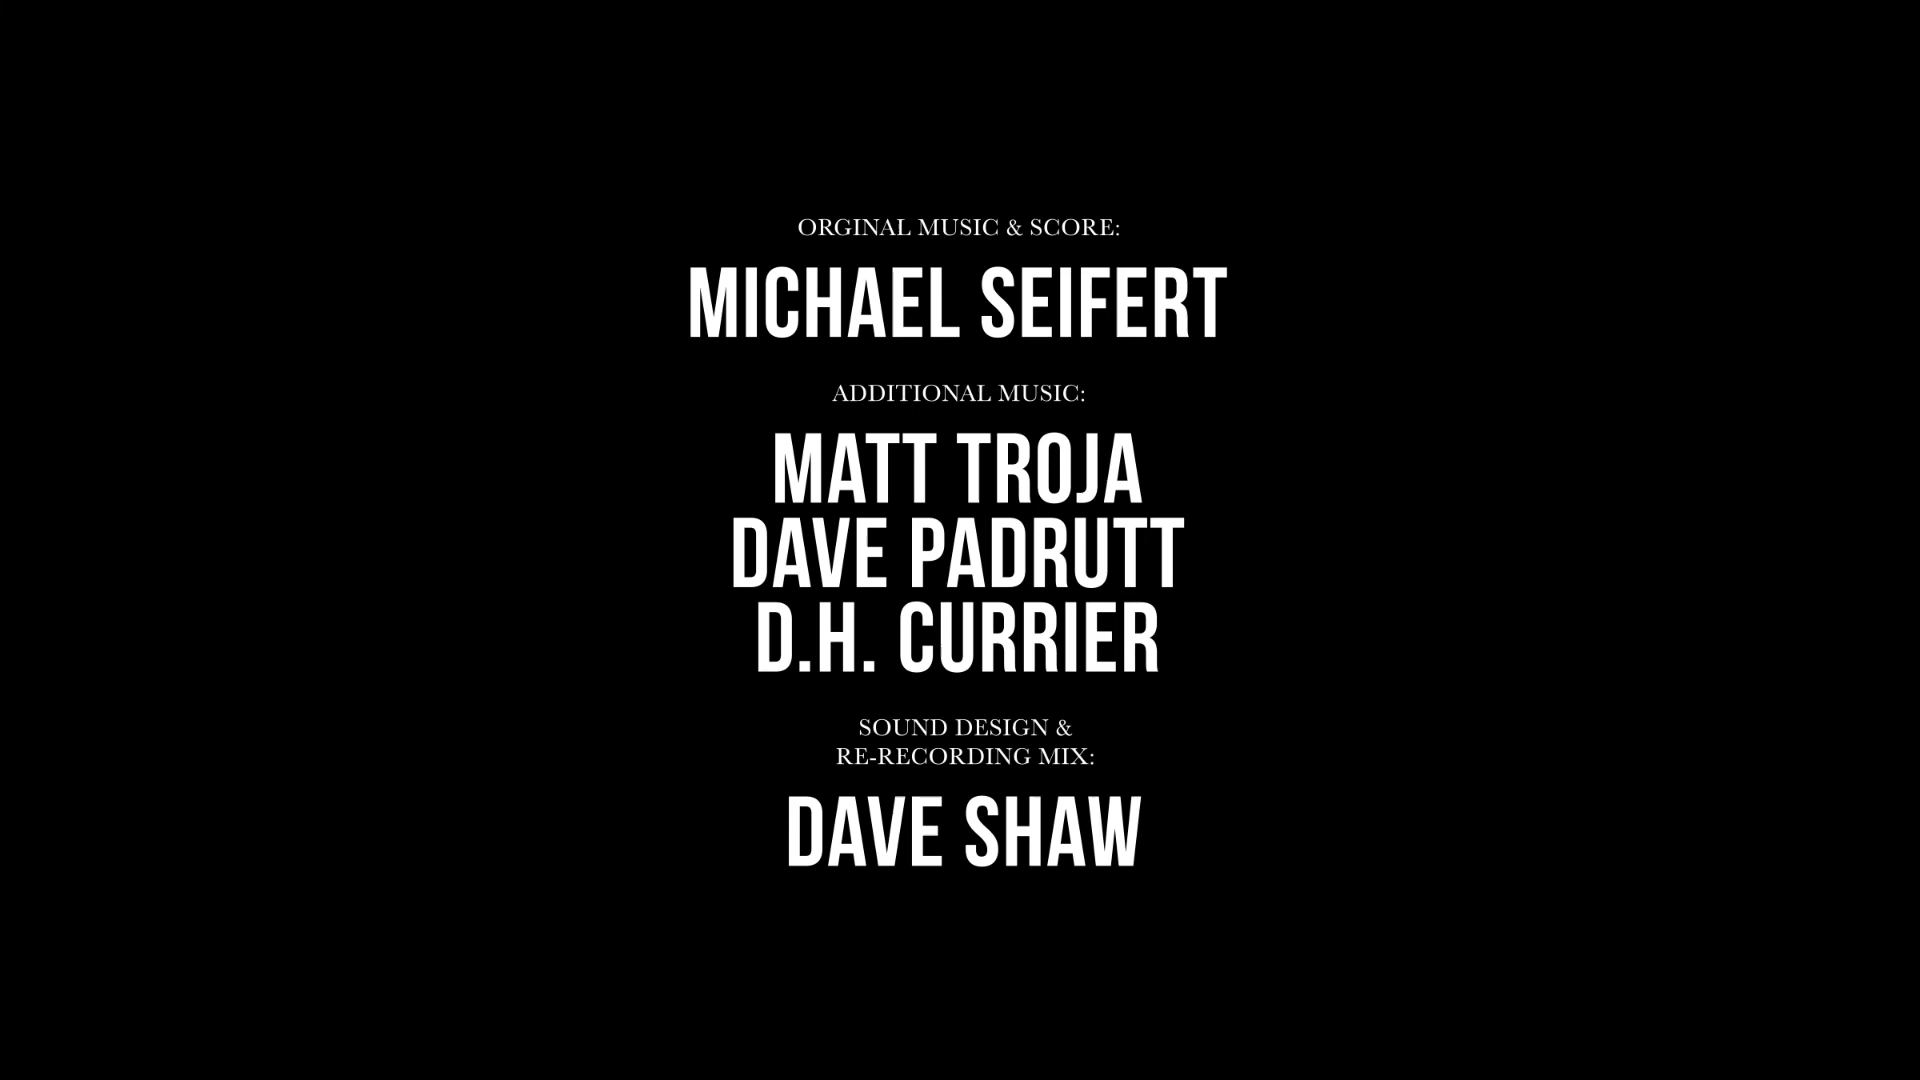 ORGINAL MUSIC & SCORE:
MICHAEL SEIFERT
ADDITIONAL MUSIC:
MATT TROJA
DAVE PADRUTT
D.H. CURRIER
SOUND DESIGN &
RE-RECORDING MIX:
DAVE SHAW